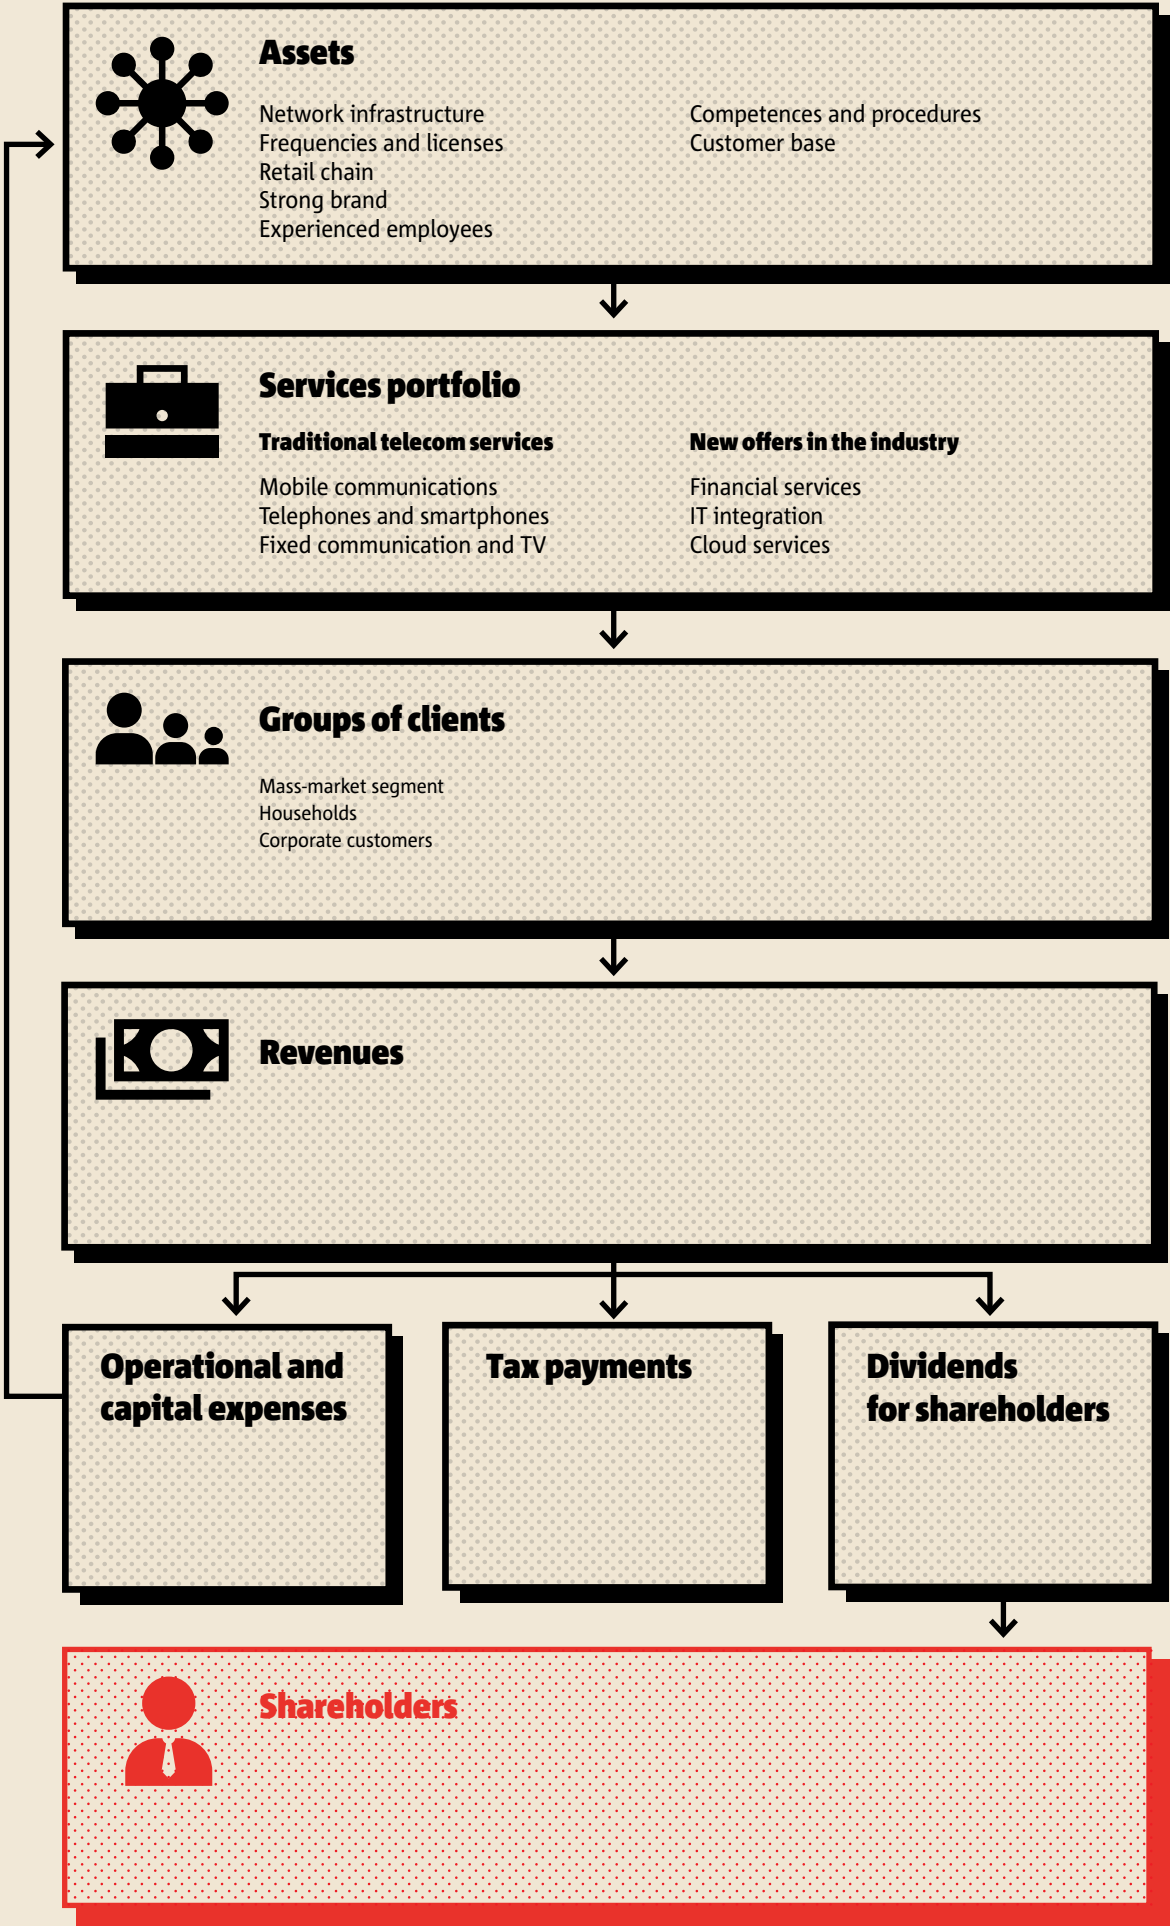 Assets
Network infrastructure
Frequencies and licenses
Retail chain
Strong brand
Experienced employees
Competences and procedures
Customer base
Services portfolio
Traditional telecom services
Mobile communications
Telephones and smartphones
Fixed communication and TV
New offers in the industry
Financial services
IT integration
Cloud services
Groups of clients
Mass-market segment
Households
Corporate customers
Revenues
Operational and
capital expenses
Tax payments
Dividends
for shareholders
Shareholders